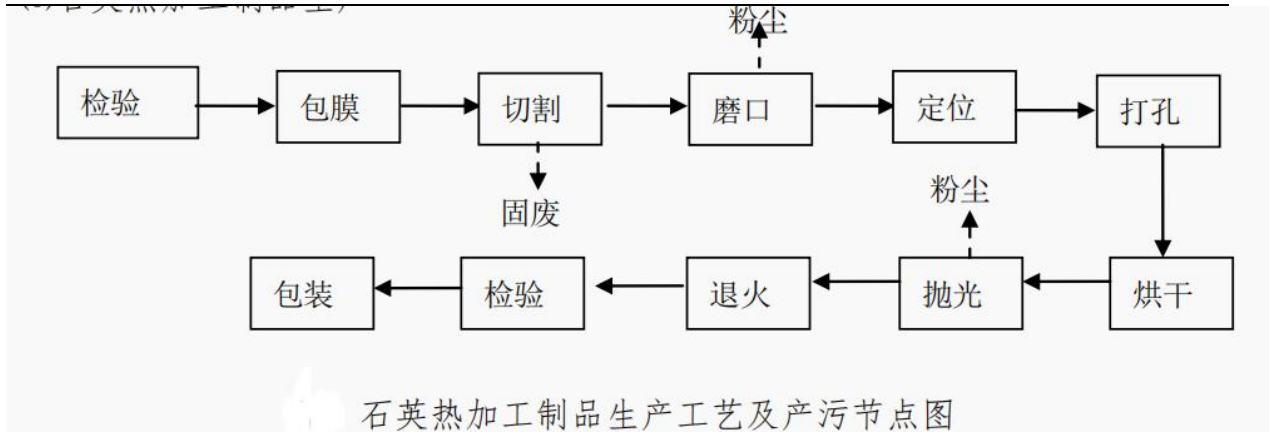 粉尘
检验 包膜 切割 磨口 定位 打孔
粉尘
固废
包装 检验 退火 抛光 烘干
石英热加工制品生产工艺及产污节点图